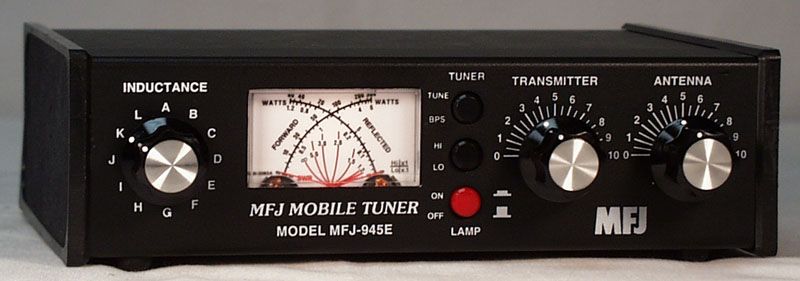 INDUCTANCE
A
B
C
D
E
F
G
H
I
J
K
L
WATTS
WATTS
FORWARD
REFLECTED
SWR
MFJ MOBILE TUNER
MODEL MFJ-945E
TUNER
TUNE
BPS
HI
LO
ON
OFF
LAMP
TRANSMITTER
0 1 2 3 4 5 6 7 8 9 10
ANTENNA
0 1 2 3 4 5 6 7 8 9 10
MFJ